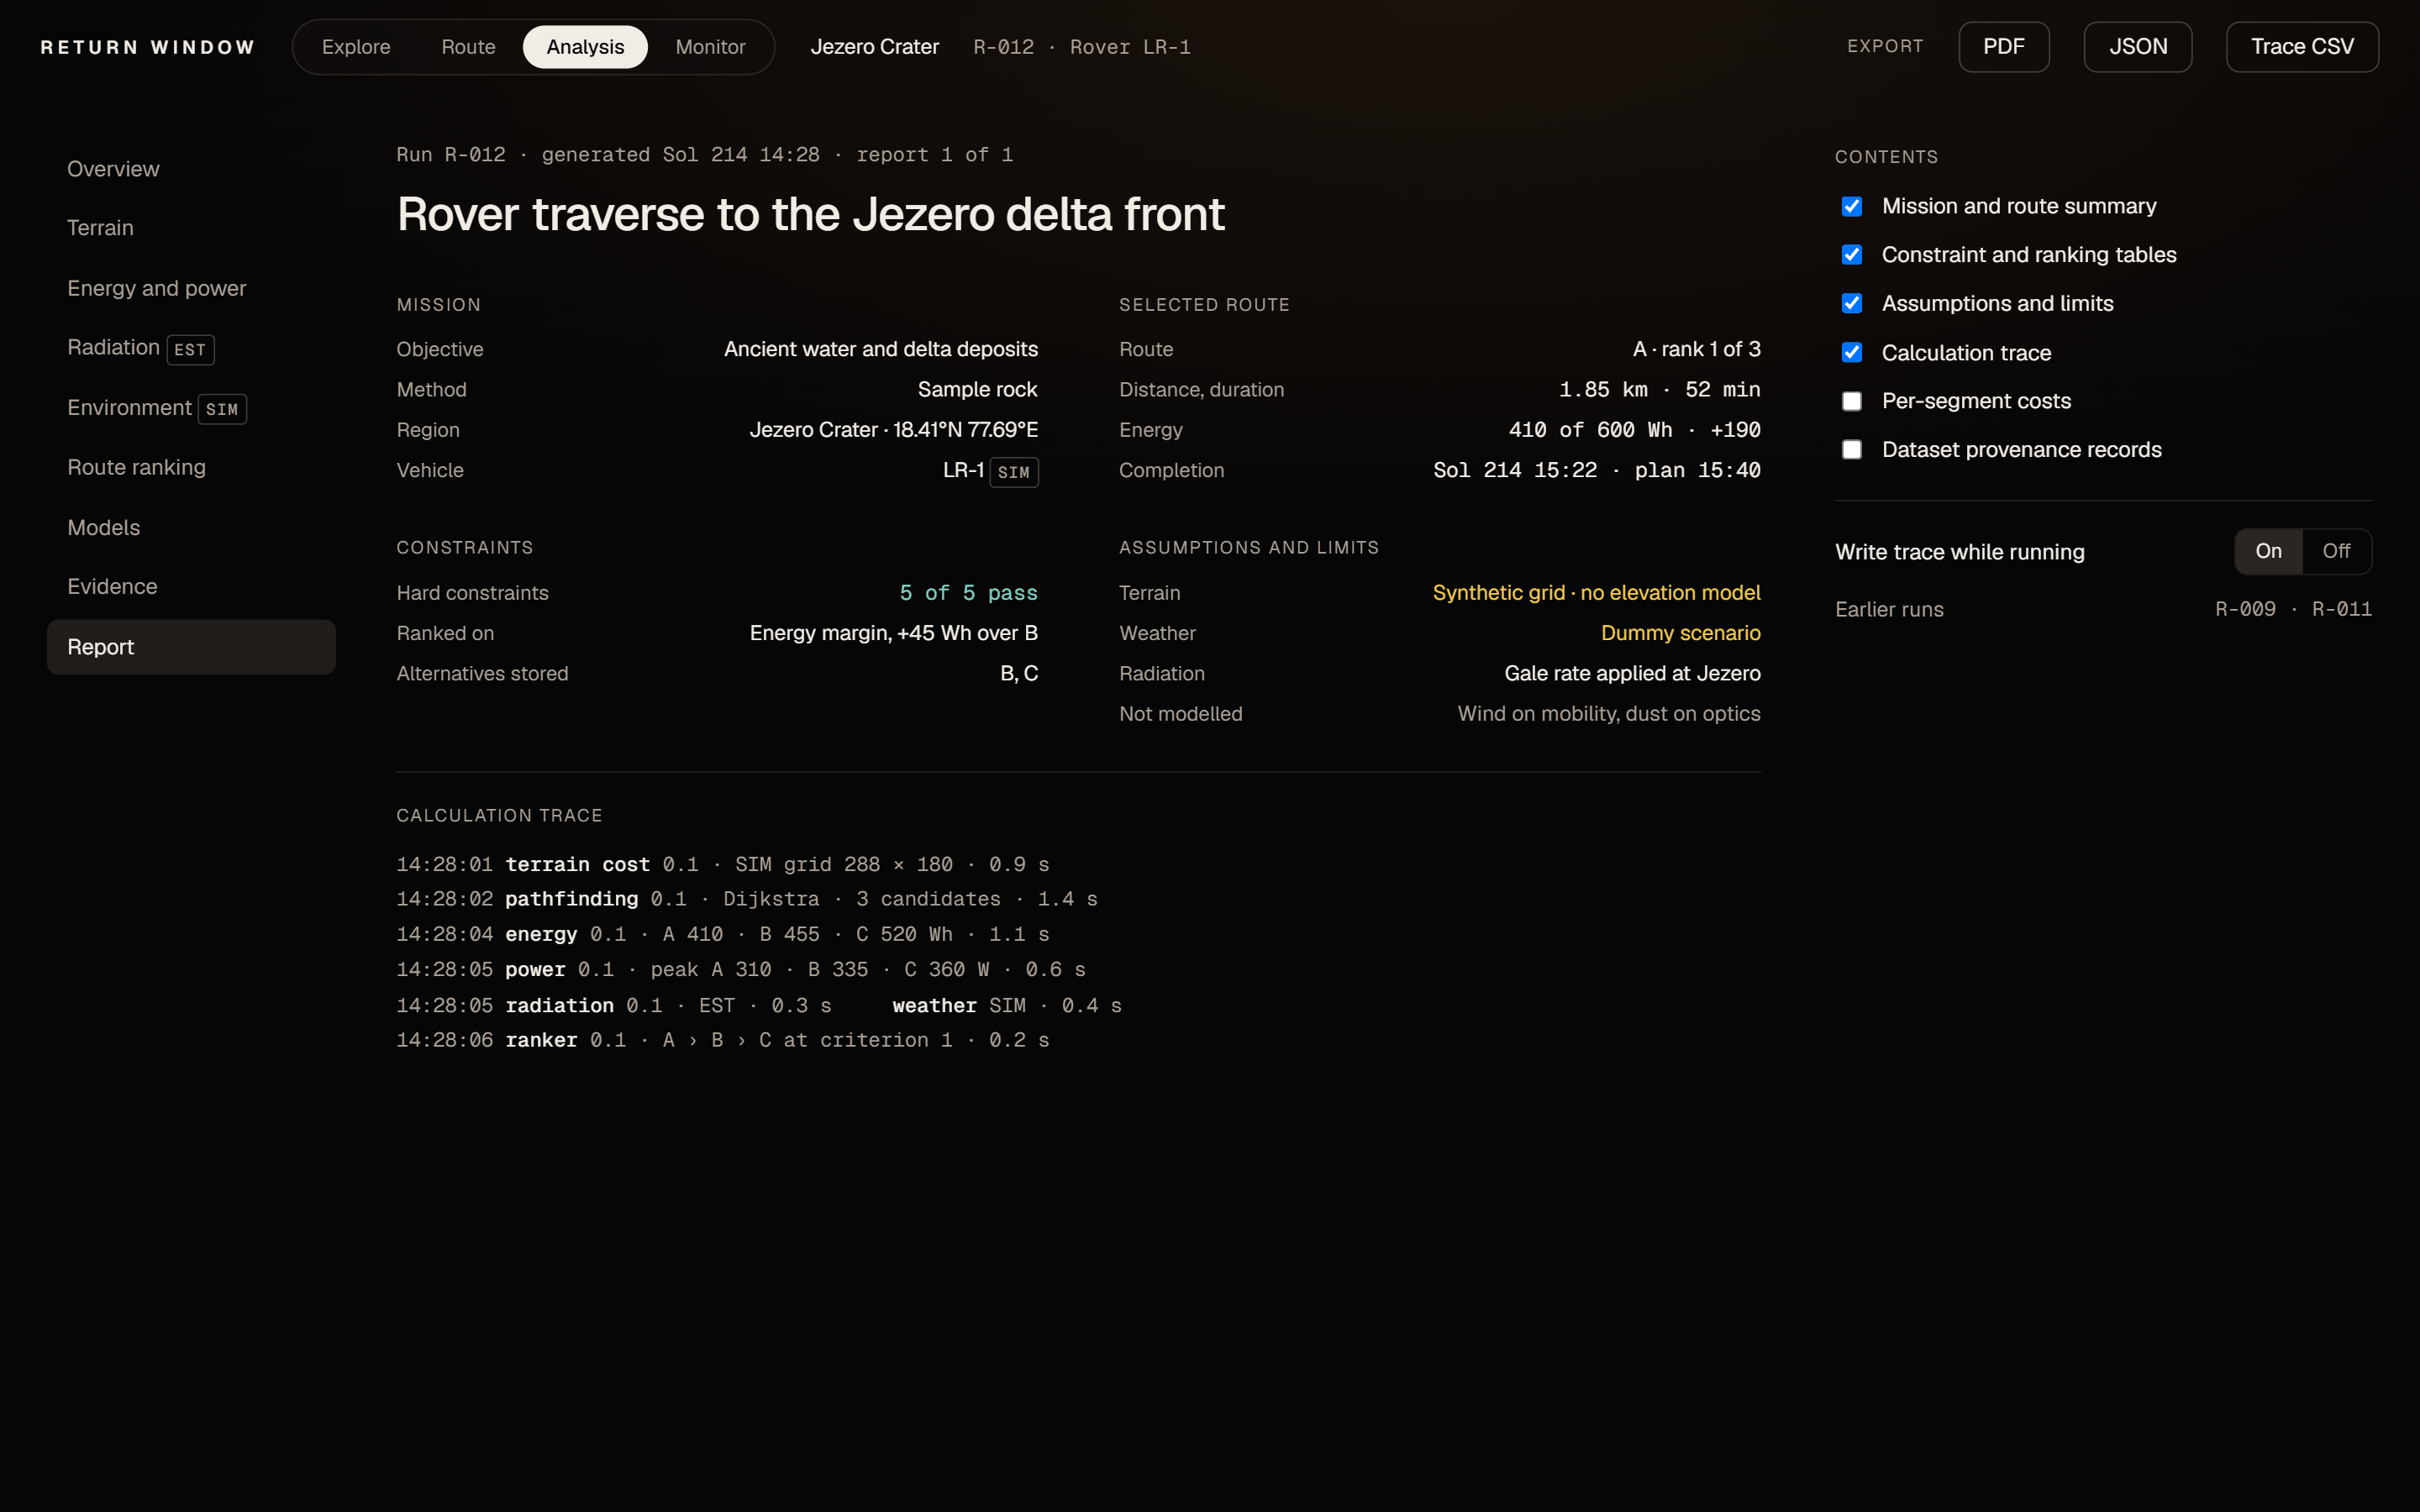 RETURN WINDOW
Explore Route Analysis Monitor
Jezero Crater R-012 · Rover LR-1
EXPORT PDF JSON Trace CSV
Overview
Terrain
Energy and power
Radiation EST
Environment SIM
Route ranking
Models
Evidence
Report
Run R-012 · generated Sol 214 14:28 · report 1 of 1
Rover traverse to the Jezero delta front
MISSION
Objective Ancient water and delta deposits
Method Sample rock
Region Jezero Crater · 18.41°N 77.69°E
Vehicle LR-1 SIM
SELECTED ROUTE
Route A · rank 1 of 3
Distance, duration 1.85 km · 52 min
Energy 410 of 600 Wh · +190
Completion Sol 214 15:22 · plan 15:40
CONSTRAINTS
Hard constraints 5 of 5 pass
Ranked on Energy margin, +45 Wh over B
Alternatives stored B, C
ASSUMPTIONS AND LIMITS
Terrain Synthetic grid · no elevation model
Weather Dummy scenario
Radiation Gale rate applied at Jezero
Not modelled Wind on mobility, dust on optics
CALCULATION TRACE
14:28:01 terrain cost 0.1 · SIM grid 288 × 180 · 0.9 s
14:28:02 pathfinding 0.1 · Dijkstra · 3 candidates · 1.4 s
14:28:04 energy 0.1 · A 410 · B 455 · C 520 Wh · 1.1 s
14:28:05 power 0.1 · peak A 310 · B 335 · C 360 W · 0.6 s
14:28:05 radiation 0.1 · EST · 0.3 s weather SIM · 0.4 s
14:28:06 ranker 0.1 · A › B › C at criterion 1 · 0.2 s
CONTENTS
Mission and route summary
Constraint and ranking tables
Assumptions and limits
Calculation trace
Per-segment costs
Dataset provenance records
Write trace while running On Off
Earlier runs R-009 · R-011